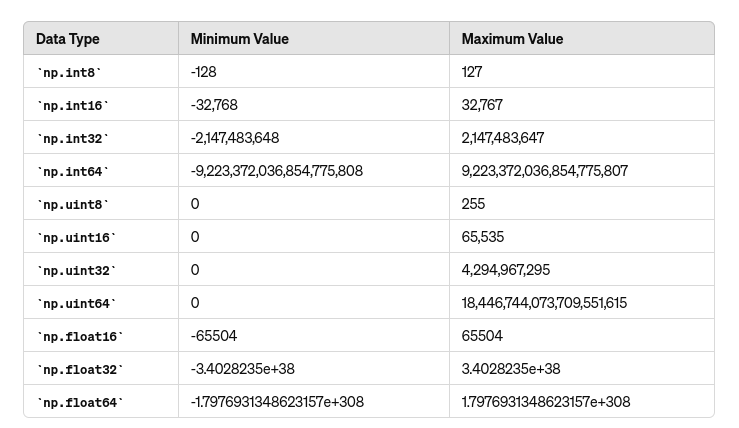 Data Type Minimum Value Maximum Value
`np.int8` -128 127
`np.int16` -32,768 32,767
`np.int32` -2,147,483,648 2,147,483,647
`np.int64` -9,223,372,036,854,775,808 9,223,372,036,854,775,807
`np.uint8` 0 255
`np.uint16` 0 65,535
`np.uint32` 0 4,294,967,295
`np.uint64` 0 18,446,744,073,709,551,615
`np.float16` -65504 65504
`np.float32` -3.4028235e+38 3.4028235e+38
`np.float64` -1.7976931348623157e+308 1.7976931348623157e+308